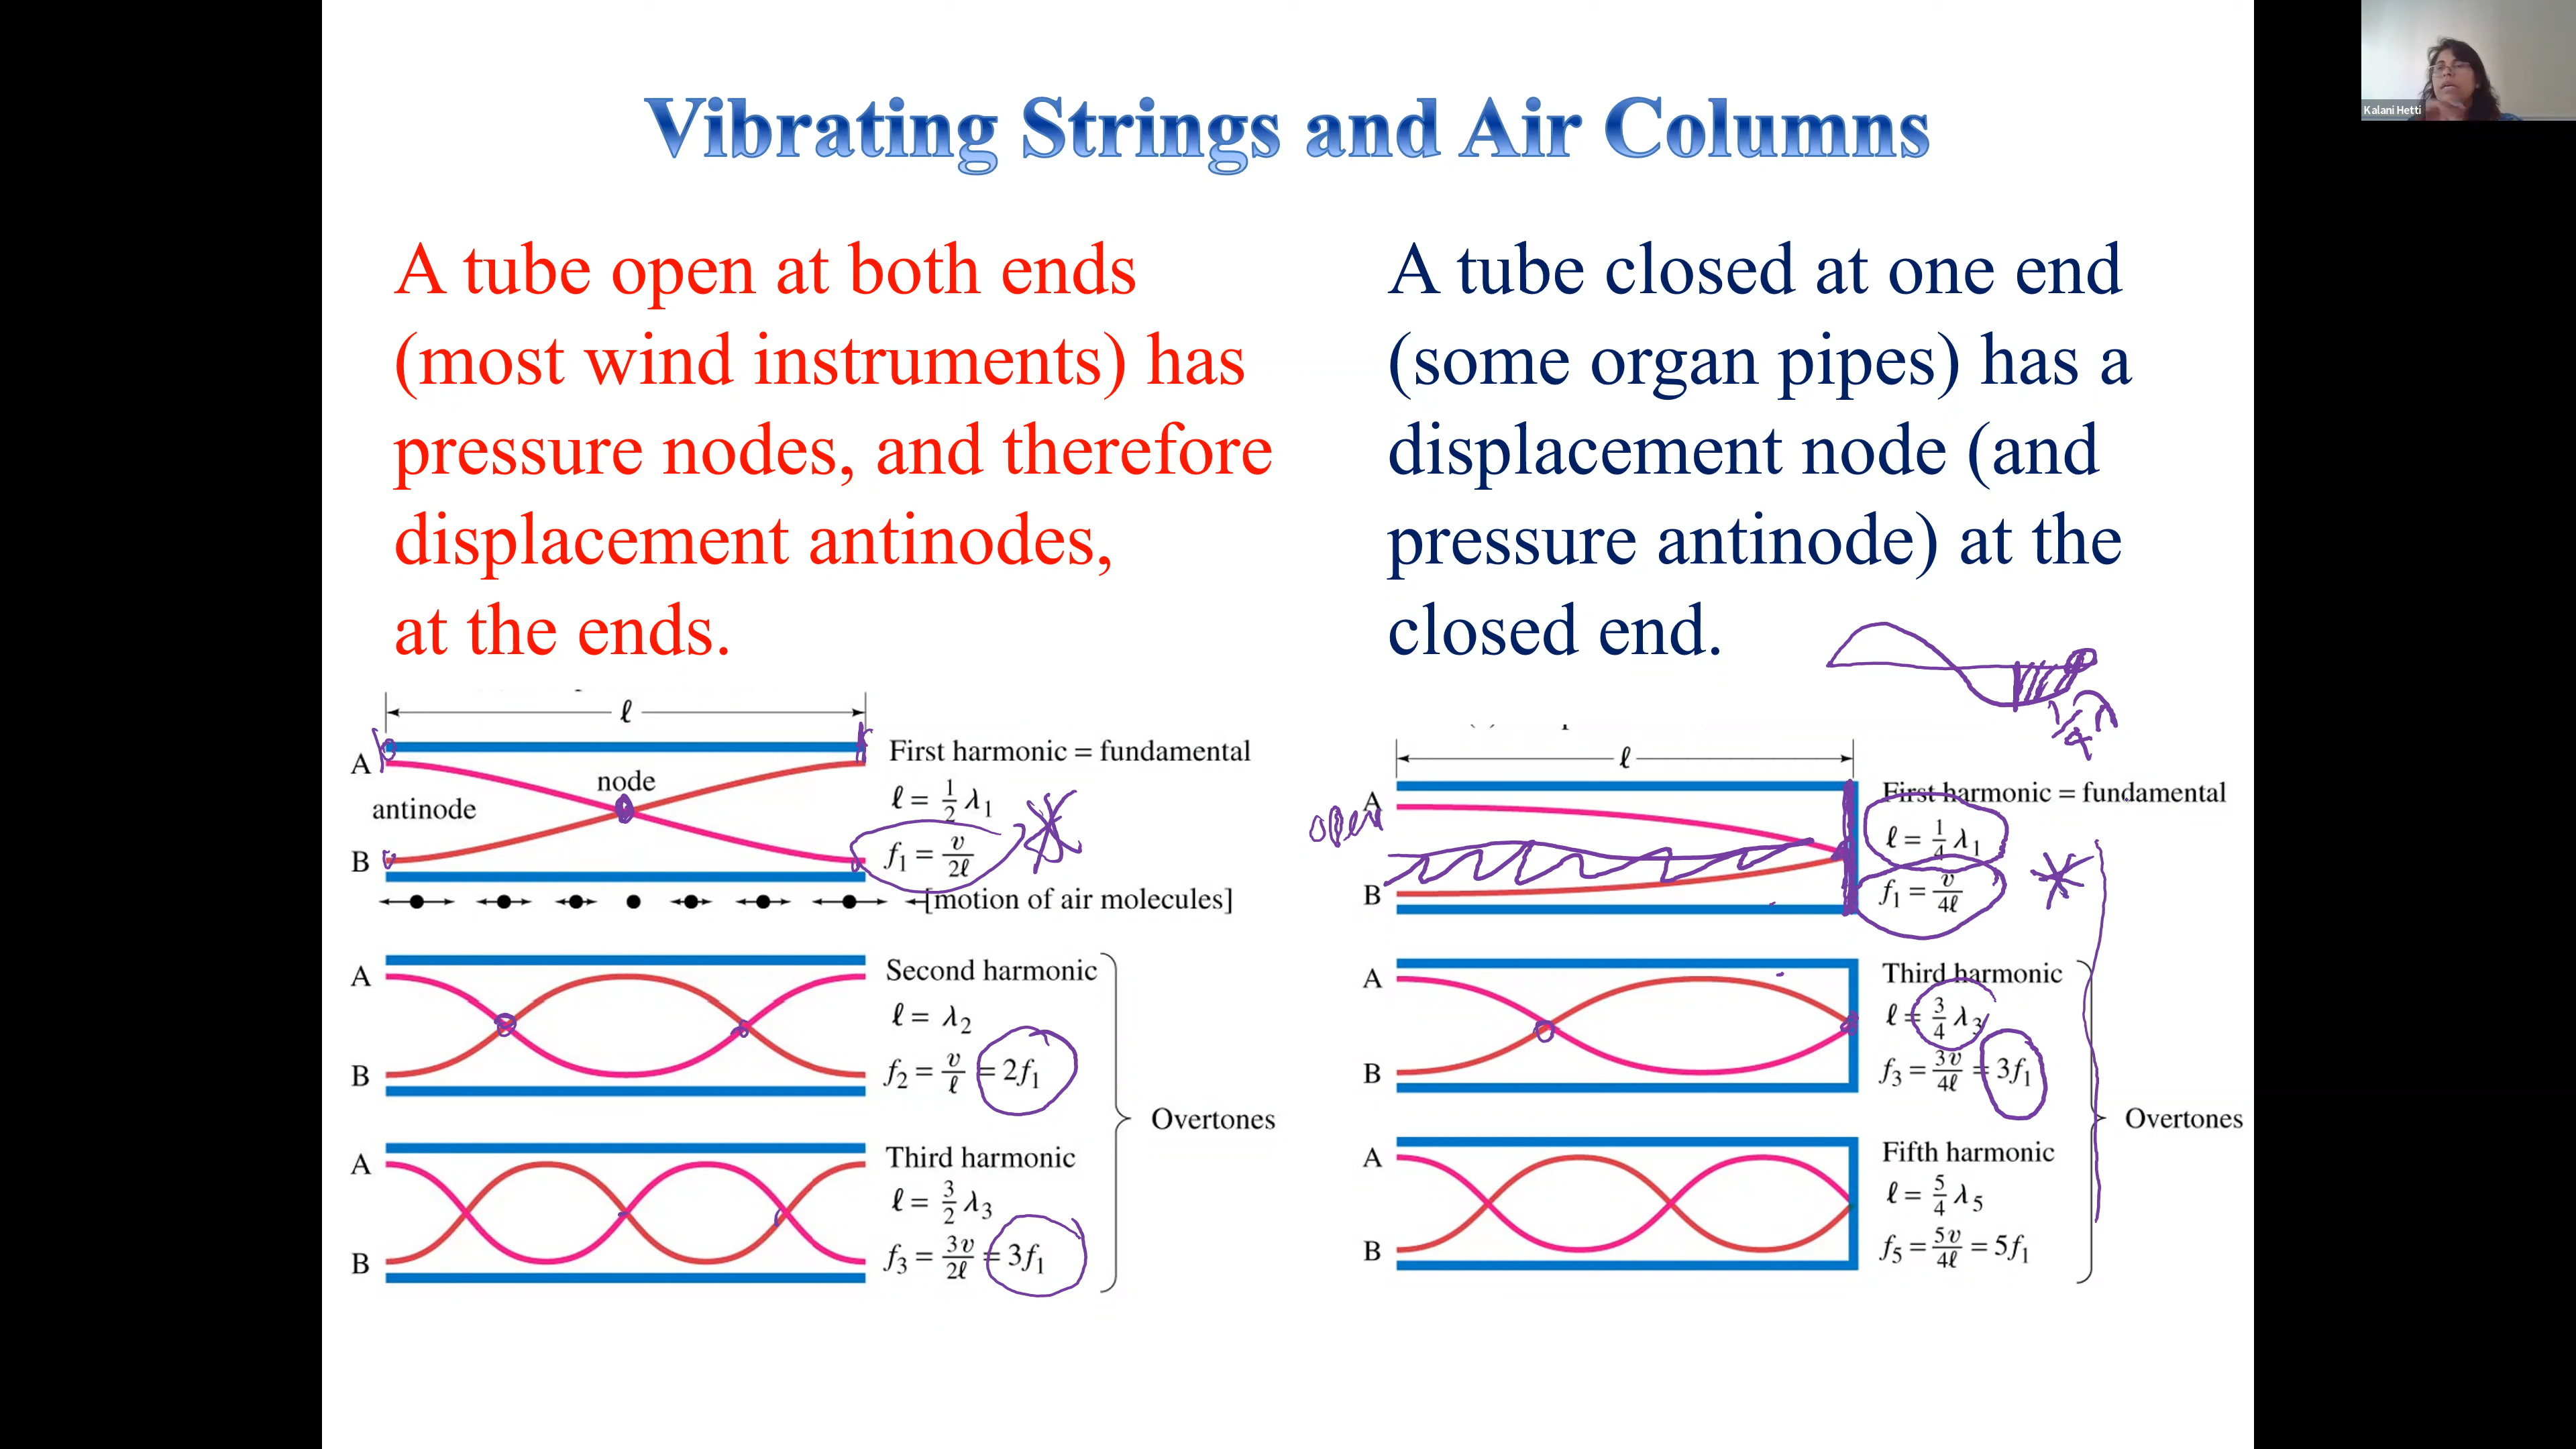 Vibrating Strings and Air Columns
Kalani Hetti
A tube open at both ends
(most wind instruments) has
pressure nodes, and therefore
displacement antinodes,
at the ends.
ℓ
A
First harmonic = fundamental
node
ℓ = 1/2 λ₁
antinode
B
f₁ = v/2ℓ
[motion of air molecules]
A
Second harmonic
ℓ = λ₂
B
f₂ = v/ℓ = 2f₁
Overtones
A
Third harmonic
ℓ = 3/2 λ₃
B
f₃ = 3v/2ℓ = 3f₁
A tube closed at one end
(some organ pipes) has a
displacement node (and
pressure antinode) at the
closed end.
1/4 λ
ℓ
First harmonic = fundamental
A
open
ℓ = 1/4 λ₁
B
f₁ = v/4ℓ
A
Third harmonic
ℓ = 3/4 λ₃
B
f₃ = 3v/4ℓ = 3f₁
Overtones
A
Fifth harmonic
ℓ = 5/4 λ₅
B
f₅ = 5v/4ℓ = 5f₁